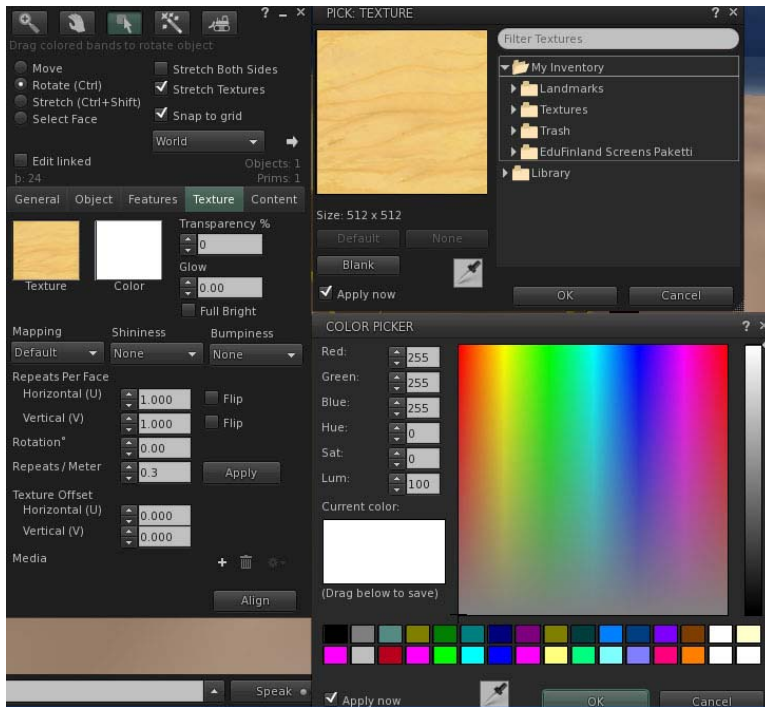 ? _ ×
Drag colored bands to rotate object
Move
Rotate (Ctrl)
Stretch (Ctrl+Shift)
Select Face
Stretch Both Sides
Stretch Textures
Snap to grid
World
Edit linked
Objects: 1
þ: 24
Prims: 1
General Object Features Texture Content
Texture
Color
Transparency %
0
Glow
0.00
Full Bright
Mapping Shininess Bumpiness
Default None None
Repeats Per Face
Horizontal (U) 1.000 Flip
Vertical (V) 1.000 Flip
Rotation° 0.00
Repeats / Meter 0.3 Apply
Texture Offset
Horizontal (U) 0.000
Vertical (V) 0.000
Media +
Align
Speak
PICK: TEXTURE ? ×
Filter Textures
My Inventory
Landmarks
Textures
Trash
EduFinland Screens Paketti
Library
Size: 512 x 512
Default None
Blank
Apply now
OK Cancel
COLOR PICKER ? ×
Red: 255
Green: 255
Blue: 255
Hue: 0
Sat: 0
Lum: 100
Current color:
(Drag below to save)
Apply now
OK Cancel